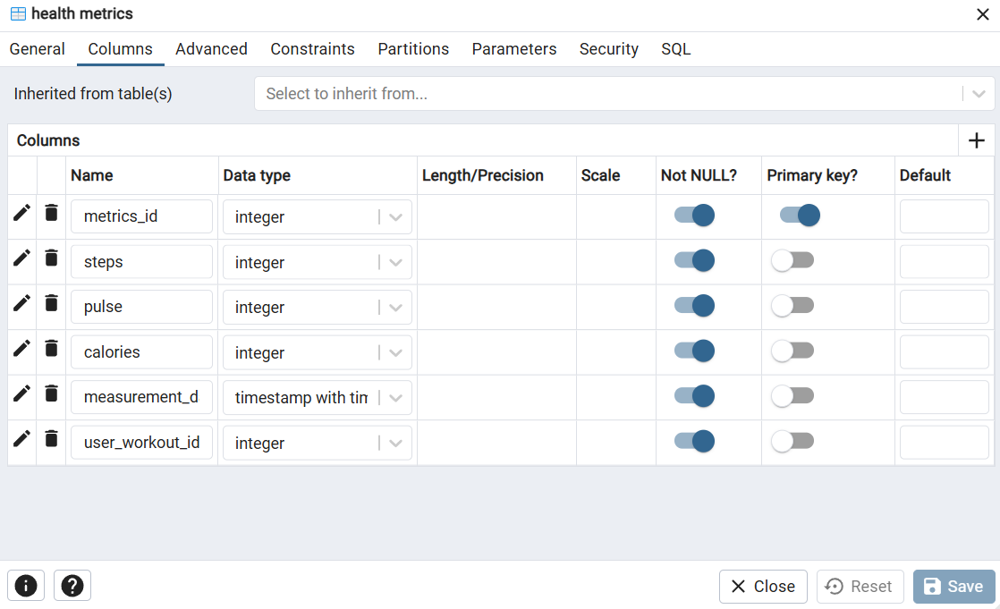 health metrics
General Columns Advanced Constraints Partitions Parameters Security SQL
Inherited from table(s) Select to inherit from...
Columns
Name Data type Length/Precision Scale Not NULL? Primary key? Default
metrics_id integer
steps integer
pulse integer
calories integer
measurement_d timestamp with tim
user_workout_id integer
Close Reset Save